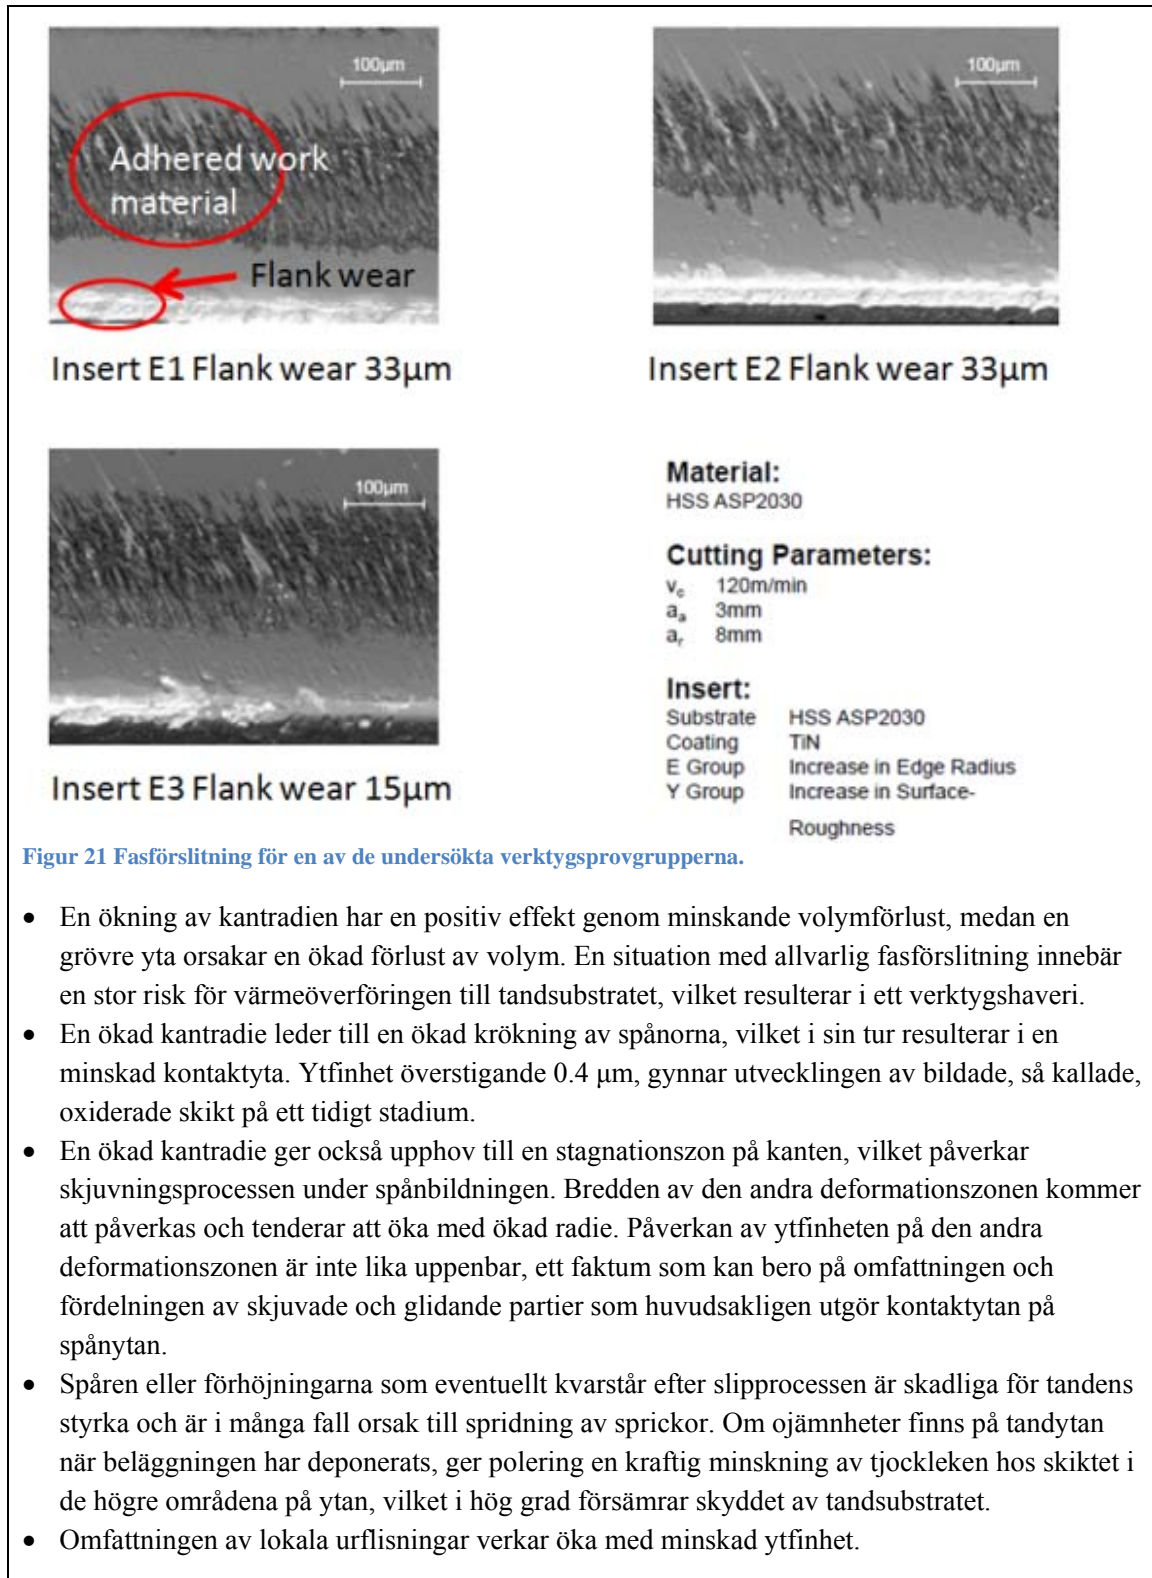 100µm
Adhered work
material
Flank wear
Insert E1 Flank wear 33µm
100µm
Insert E2 Flank wear 33µm
100µm
Insert E3 Flank wear 15µm
Material:
HSS ASP2030
Cutting Parameters:
vc 120m/min
aa 3mm
ar 8mm
Insert:
Substrate HSS ASP2030
Coating TiN
E Group Increase in Edge Radius
Y Group Increase in Surface-
Roughness
Figur 21 Fasförslitning för en av de undersökta verktygsprovgrupperna.
• En ökning av kantradien har en positiv effekt genom minskande volymförlust, medan en
grövre yta orsakar en ökad förlust av volym. En situation med allvarlig fasförslitning innebär
en stor risk för värmeöverföringen till tandsubstratet, vilket resulterar i ett verktygshaveri.
• En ökad kantradie leder till en ökad krökning av spånorna, vilket i sin tur resulterar i en
minskad kontaktyta. Ytfinhet överstigande 0.4 µm, gynnar utvecklingen av bildade, så kallade,
oxiderade skikt på ett tidigt stadium.
• En ökad kantradie ger också upphov till en stagnationszon på kanten, vilket påverkar
skjuvningsprocessen under spånbildningen. Bredden av den andra deformationszonen kommer
att påverkas och tenderar att öka med ökad radie. Påverkan av ytfinheten på den andra
deformationszonen är inte lika uppenbar, ett faktum som kan bero på omfattningen och
fördelningen av skjuvade och glidande partier som huvudsakligen utgör kontaktytan på
spånytan.
• Spåren eller förhöjningarna som eventuellt kvarstår efter slipprocessen är skadliga för tandens
styrka och är i många fall orsak till spridning av sprickor. Om ojämnheter finns på tandytan
när beläggningen har deponerats, ger polering en kraftig minskning av tjockleken hos skiktet i
de högre områdena på ytan, vilket i hög grad försämrar skyddet av tandsubstratet.
• Omfattningen av lokala urflisningar verkar öka med minskad ytfinhet.